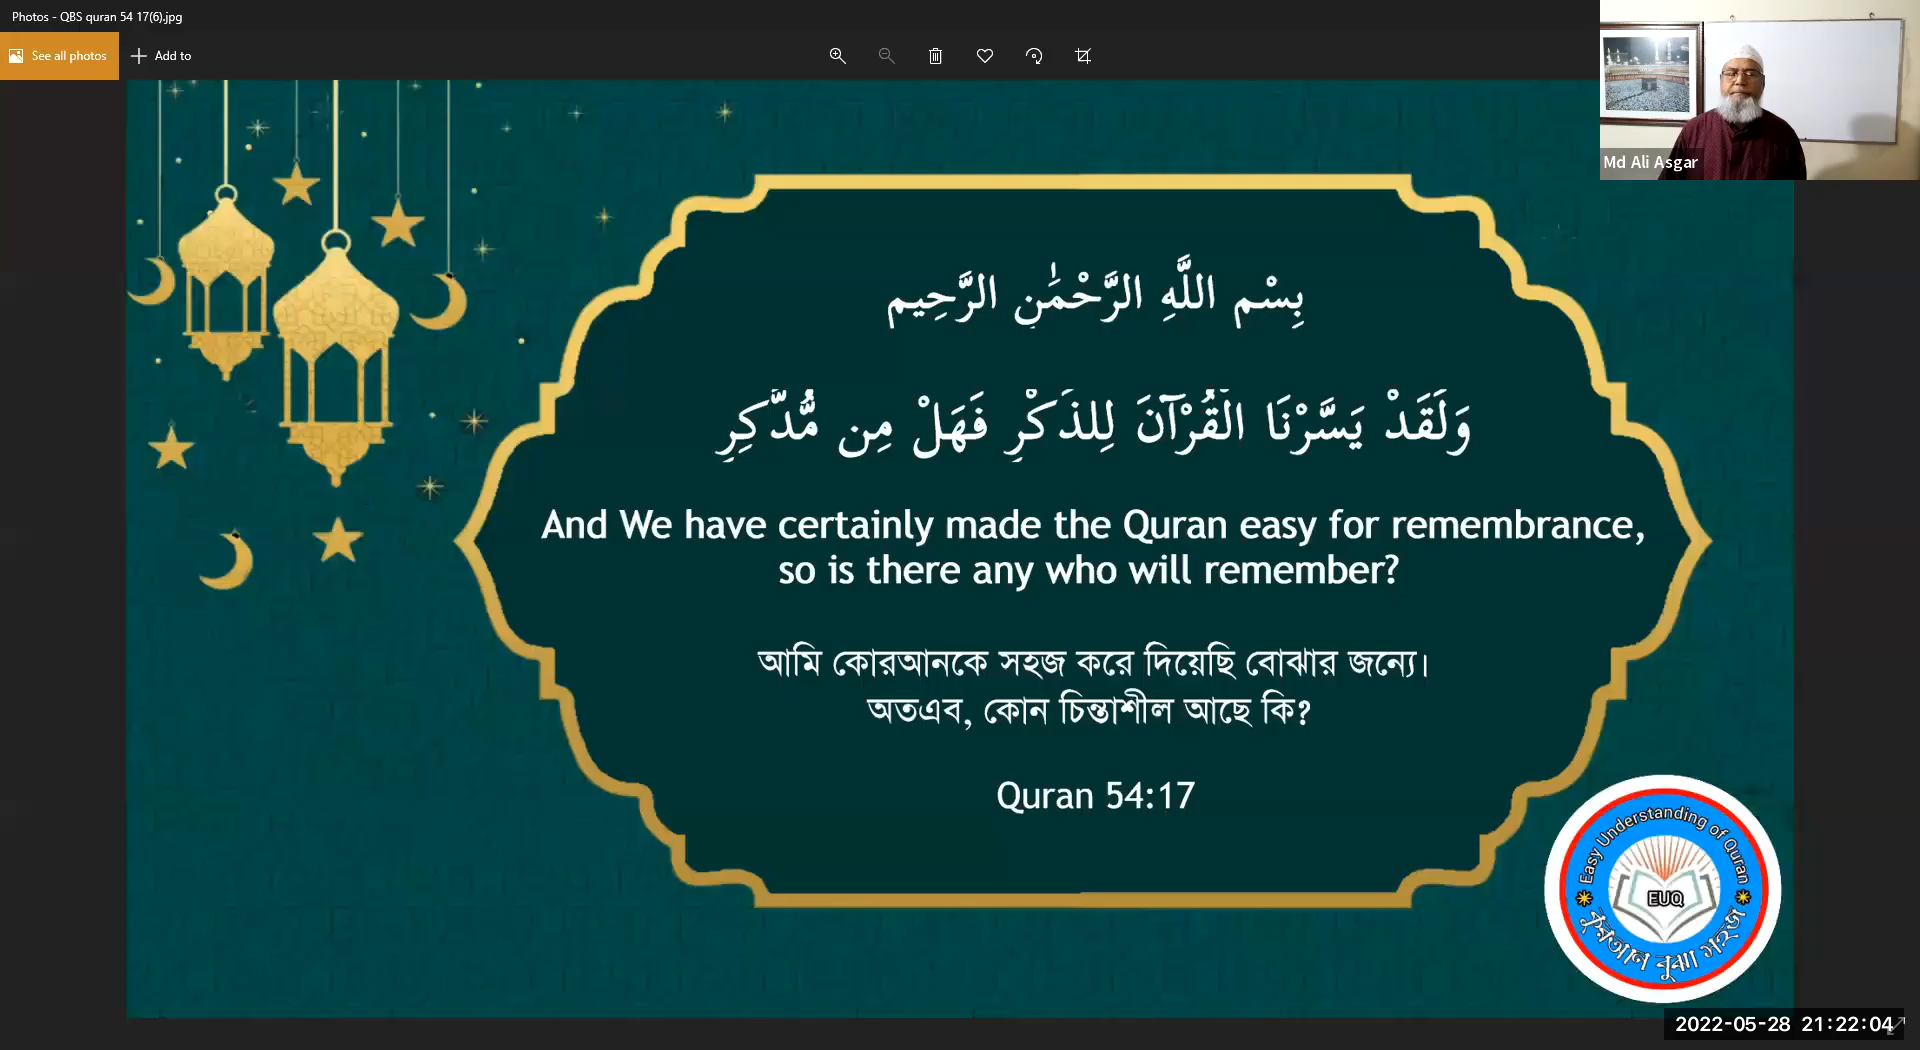 Photos - QBS quran 54 17(6).jpg
See all photos
Add to
Md Ali Asgar
بِسْمِ اللَّهِ الرَّحْمَٰنِ الرَّحِيمِ
وَلَقَدْ يَسَّرْنَا الْقُرْآنَ لِلذِّكْرِ فَهَلْ مِن مُّدَّكِرٍ
And We have certainly made the Quran easy for remembrance,
so is there any who will remember?
আমি কোরআনকে সহজ করে দিয়েছি বোঝার জন্যে।
অতএব, কোন চিন্তাশীল আছে কি?
Quran 54:17
Easy Understanding of Quran
EUQ
কুরআন বুঝা সহজ
2022-05-28 21:22:04